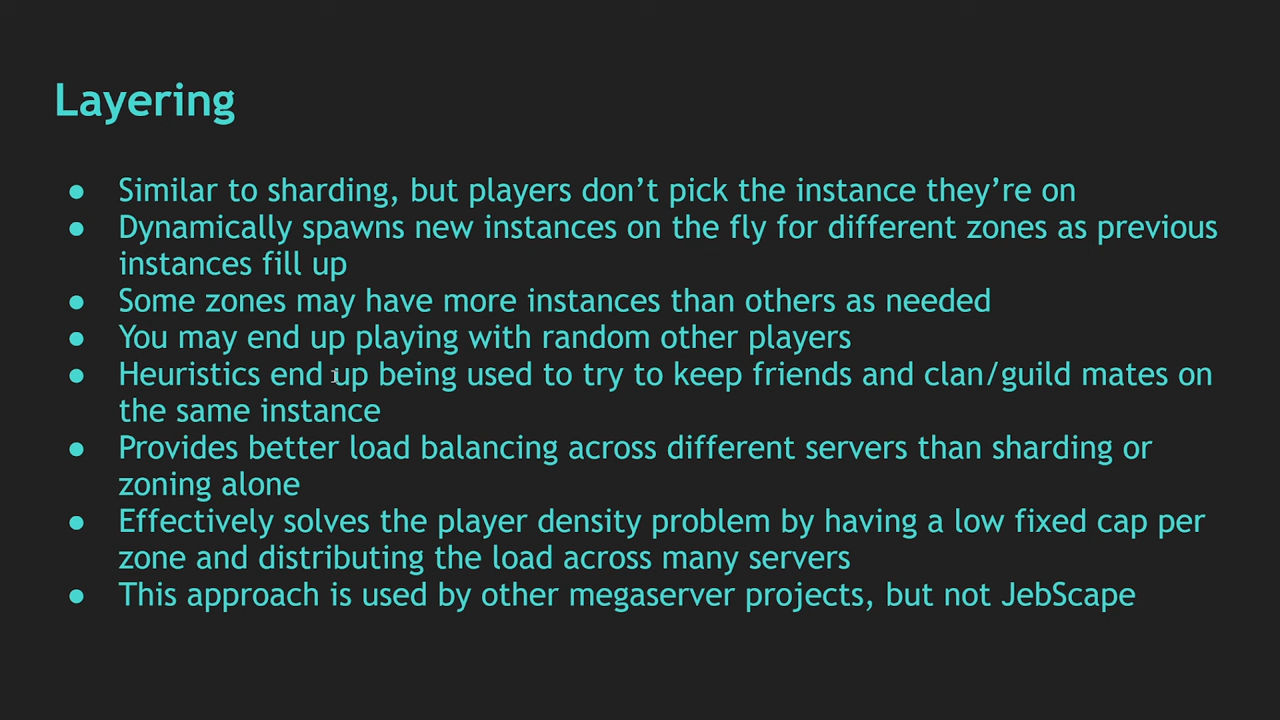 Layering
● Similar to sharding, but players don’t pick the instance they’re on
● Dynamically spawns new instances on the fly for different zones as previous
instances fill up
● Some zones may have more instances than others as needed
● You may end up playing with random other players
● Heuristics end up being used to try to keep friends and clan/guild mates on
the same instance
● Provides better load balancing across different servers than sharding or
zoning alone
● Effectively solves the player density problem by having a low fixed cap per
zone and distributing the load across many servers
● This approach is used by other megaserver projects, but not JebScape